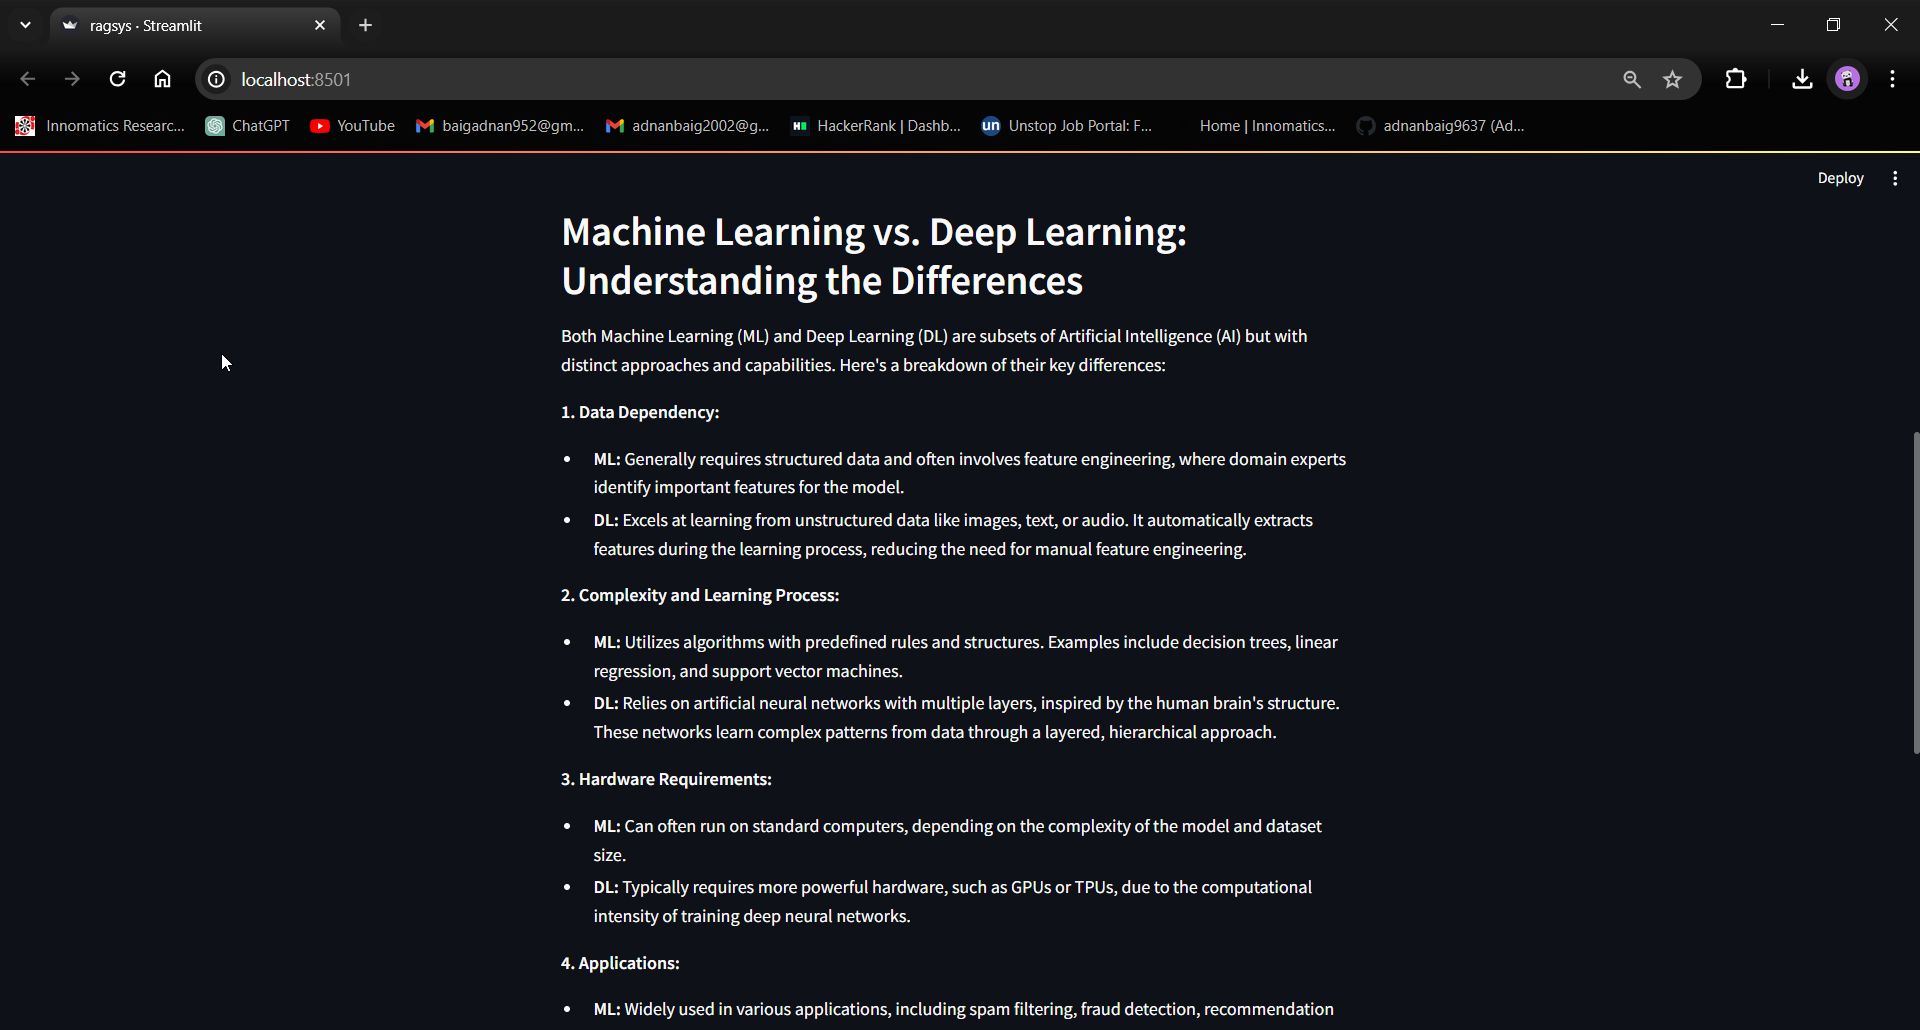 ragsys · Streamlit
localhost:8501
Innomatics Researc...
ChatGPT
YouTube
baigadnan952@gm...
adnanbaig2002@g...
HackerRank | Dashb...
un
Unstop Job Portal: F...
Home | Innomatics...
adnanbaig9637 (Ad...
Deploy
Machine Learning vs. Deep Learning:
Understanding the Differences
Both Machine Learning (ML) and Deep Learning (DL) are subsets of Artificial Intelligence (AI) but with
distinct approaches and capabilities. Here's a breakdown of their key differences:
1. Data Dependency:
• ML: Generally requires structured data and often involves feature engineering, where domain experts
identify important features for the model.
• DL: Excels at learning from unstructured data like images, text, or audio. It automatically extracts
features during the learning process, reducing the need for manual feature engineering.
2. Complexity and Learning Process:
• ML: Utilizes algorithms with predefined rules and structures. Examples include decision trees, linear
regression, and support vector machines.
• DL: Relies on artificial neural networks with multiple layers, inspired by the human brain's structure.
These networks learn complex patterns from data through a layered, hierarchical approach.
3. Hardware Requirements:
• ML: Can often run on standard computers, depending on the complexity of the model and dataset
size.
• DL: Typically requires more powerful hardware, such as GPUs or TPUs, due to the computational
intensity of training deep neural networks.
4. Applications:
• ML: Widely used in various applications, including spam filtering, fraud detection, recommendation